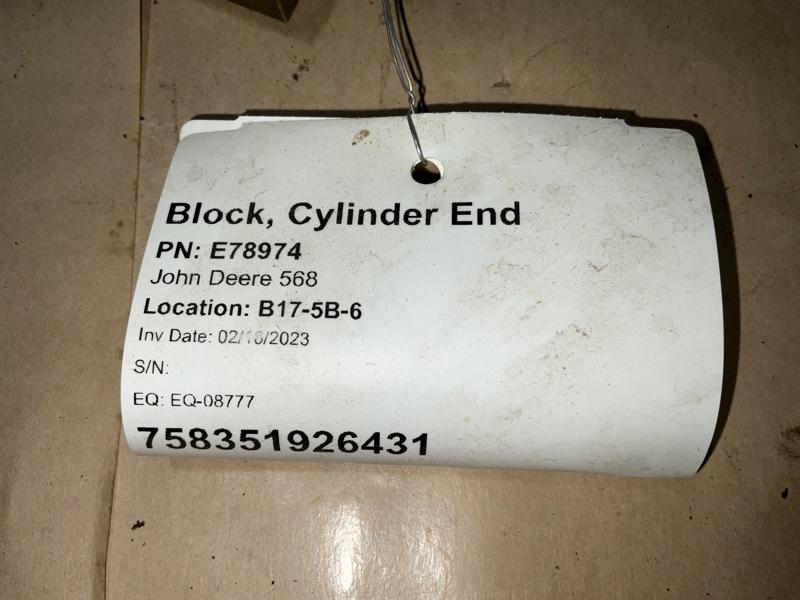 Block, Cylinder End
PN: E78974
John Deere 568
Location: B17-5B-6
Inv Date: 02/16/2023
S/N:
EQ: EQ-08777
758351926431